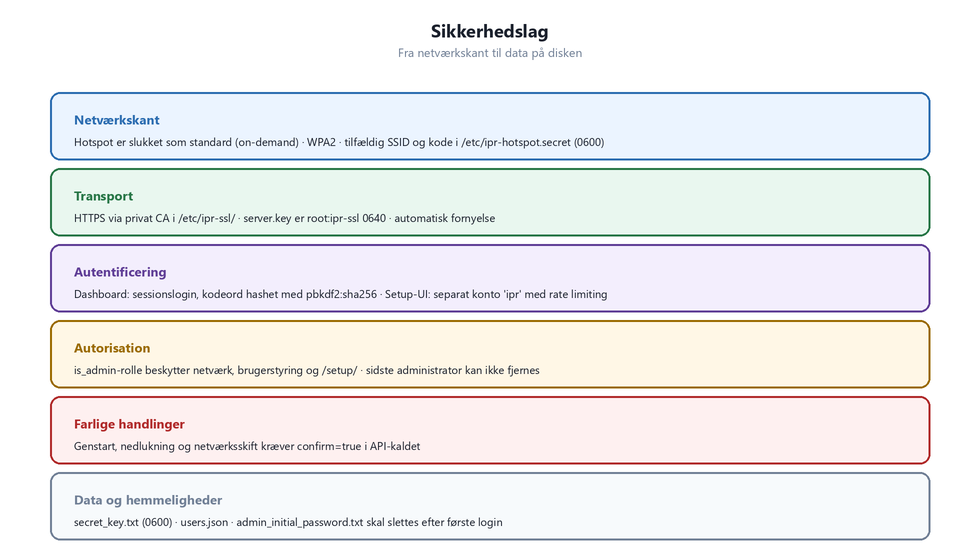 Sikkerhedslag
Fra netværkskant til data på disken
Netværkskant
Hotspot er slukket som standard (on-demand) · WPA2 · tilfældig SSID og kode i /etc/ipr-hotspot.secret (0600)
Transport
HTTPS via privat CA i /etc/ipr-ssl/ · server.key er root:ipr-ssl 0640 · automatisk fornyelse
Autentificering
Dashboard: sessionslogin, kodeord hashet med pbkdf2:sha256 · Setup-UI: separat konto 'ipr' med rate limiting
Autorisation
is_admin-rolle beskytter netværk, brugerstyring og /setup/ · sidste administrator kan ikke fjernes
Farlige handlinger
Genstart, nedlukning og netværksskift kræver confirm=true i API-kaldet
Data og hemmeligheder
secret_key.txt (0600) · users.json · admin_initial_password.txt skal slettes efter første login